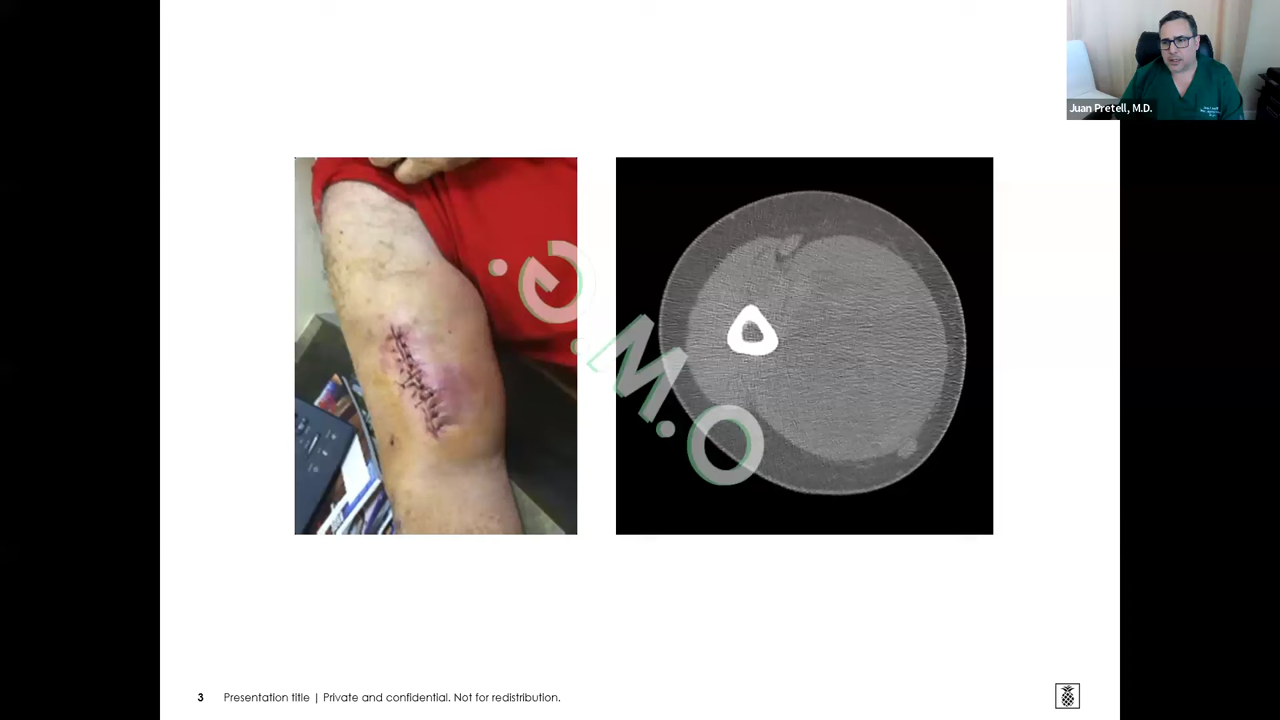 Juan Pretell, M.D.
O.M.G.
3 Presentation title | Private and confidential. Not for redistribution.